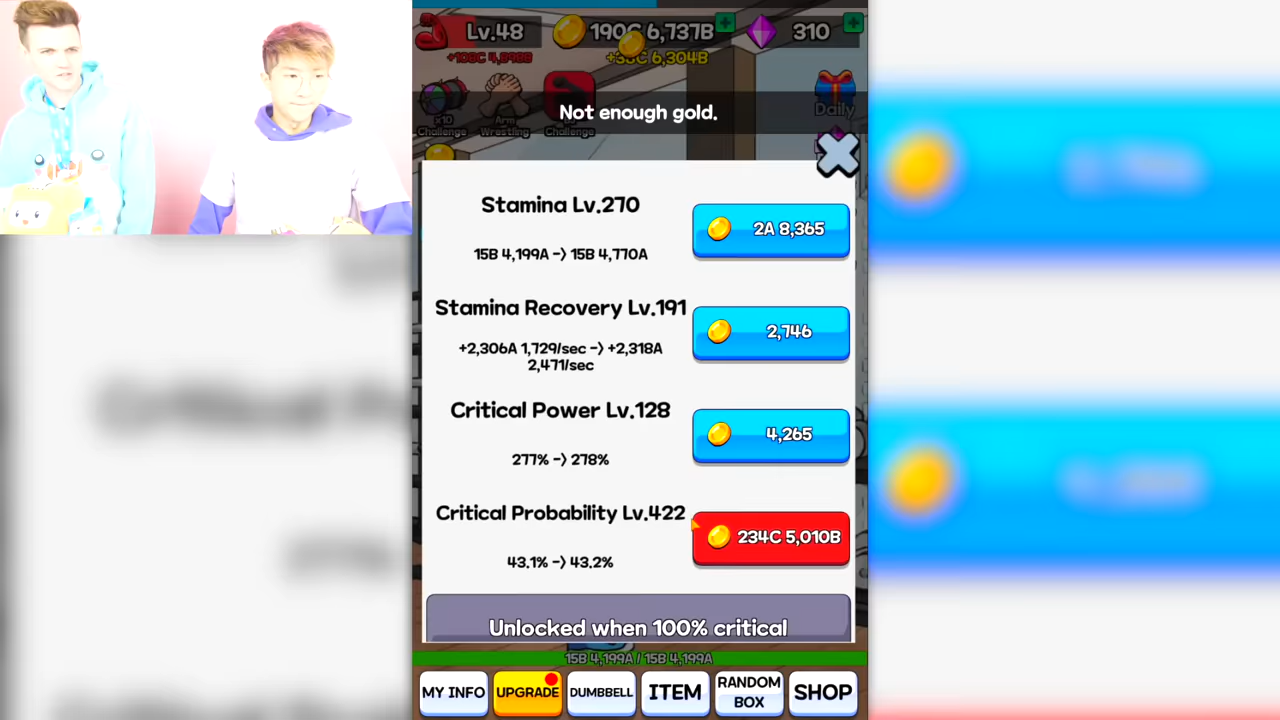 Lv.48
190C 6,737B
310
+108C 4,898B
+38C 6,304B
x10
Challenge
Arm
Wrestling
Challenge
Daily
Not enough gold.
Stamina Lv.270
2A 8,365
15B 4,199A -> 15B 4,770A
Stamina Recovery Lv.191
2,746
+2,306A 1,729/sec -> +2,318A
2,471/sec
Critical Power Lv.128
4,265
277% -> 278%
Critical Probability Lv.422
234C 5,010B
43.1% -> 43.2%
Unlocked when 100% critical
15B 4,199A / 15B 4,199A
MY INFO
UPGRADE
DUMBBELL
ITEM
RANDOM
BOX
SHOP